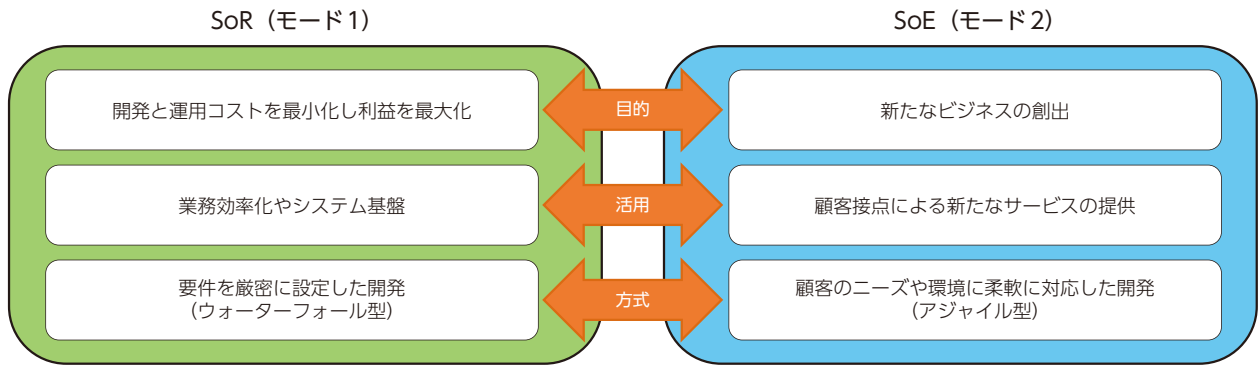 SoR（モード1）
SoE（モード2）
開発と運用コストを最小化し利益を最大化
目的
新たなビジネスの創出
業務効率化やシステム基盤
活用
顧客接点による新たなサービスの提供
要件を厳密に設定した開発
(ウォーターフォール型)
方式
顧客のニーズや環境に柔軟に対応した開発
(アジャイル型)